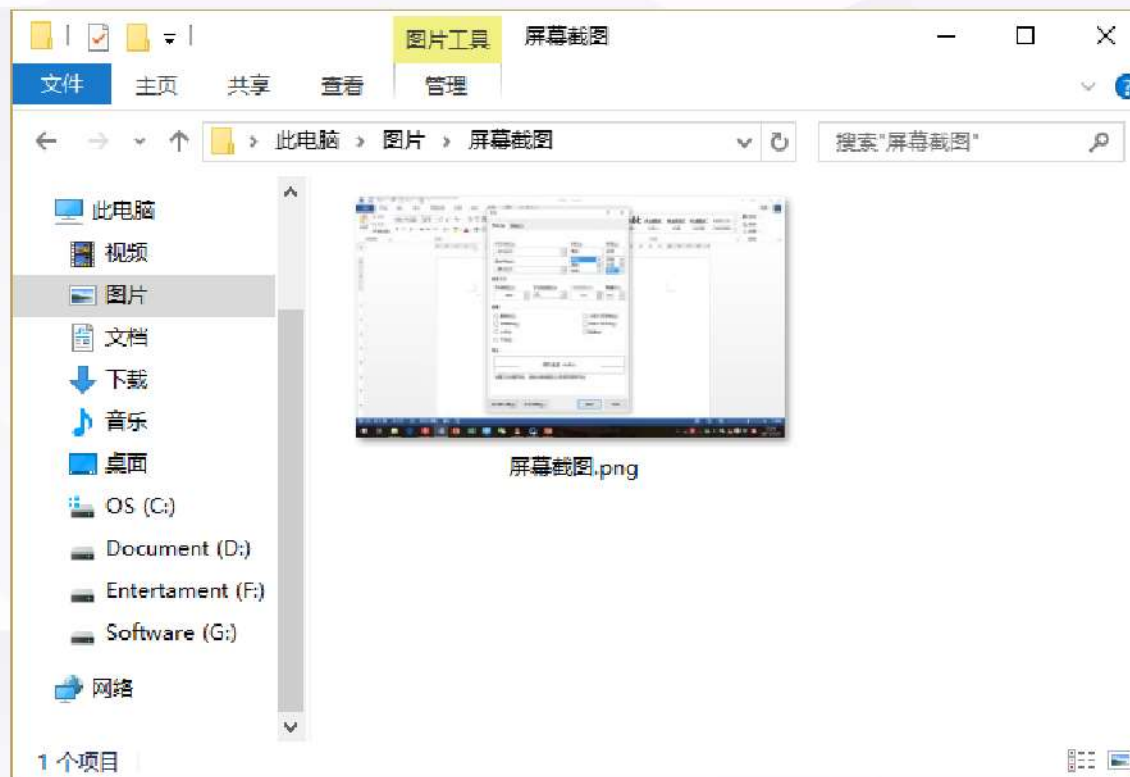 图片工具 屏幕截图
文件 主页 共享 查看 管理
此电脑 图片 屏幕截图
搜索"屏幕截图"
此电脑
视频
图片
文档
下载
音乐
桌面
OS (C:)
Document (D:)
Entertament (F:)
Software (G:)
网络
屏幕截图.png
1 个项目